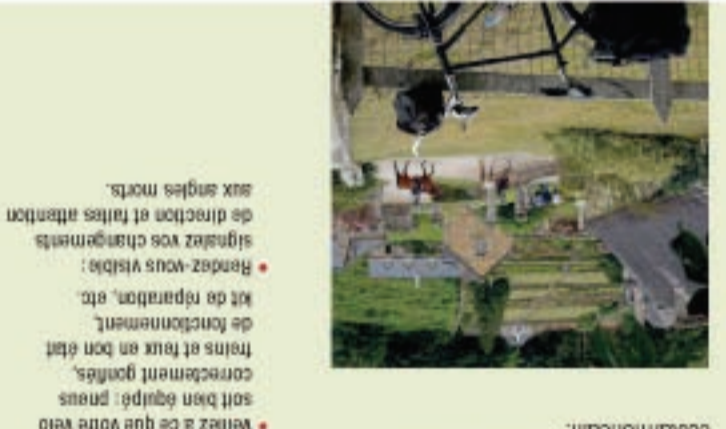 • Veillez à ce que votre vélo
soit bien équipé : pneus
correctement gonflés,
freins et feux en bon état
de fonctionnement,
kit de réparation, etc.
• Rendez-vous visible :
signalez vos changements
de direction et faites attention
aux angles morts.